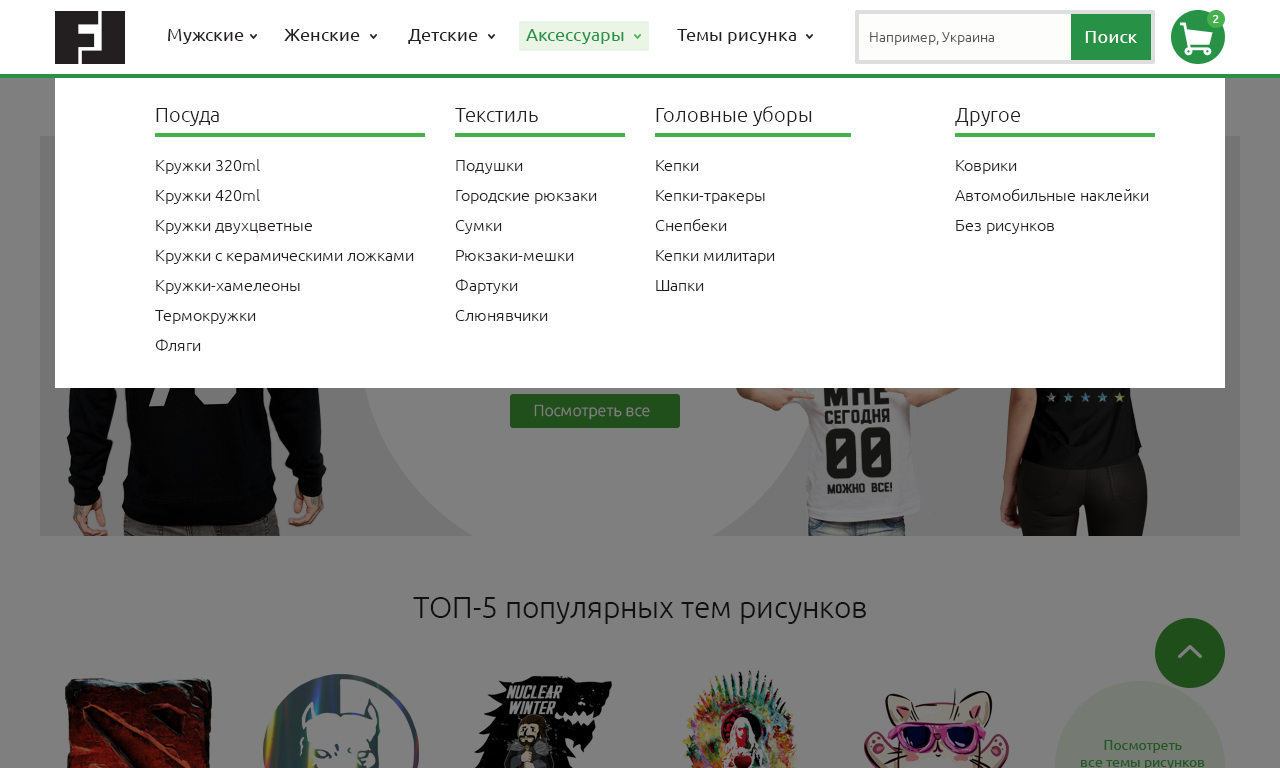 Мужские Женские Детские Аксессуары Темы рисунка Например, Украина Поиск 2
Посуда
Кружки 320ml
Кружки 420ml
Кружки двухцветные
Кружки с керамическими ложками
Кружки-хамелеоны
Термокружки
Фляги
Текстиль
Подушки
Городские рюкзаки
Сумки
Рюкзаки-мешки
Фартуки
Слюнявчики
Головные уборы
Кепки
Кепки-тракеры
Снепбеки
Кепки милитари
Шапки
Другое
Коврики
Автомобильные наклейки
Без рисунков
Посмотреть все
МНЕ
СЕГОДНЯ
00
МОЖНО ВСЕ!
ТОП-5 популярных тем рисунков
NUCLEAR
WINTER
Посмотреть
все темы рисунков